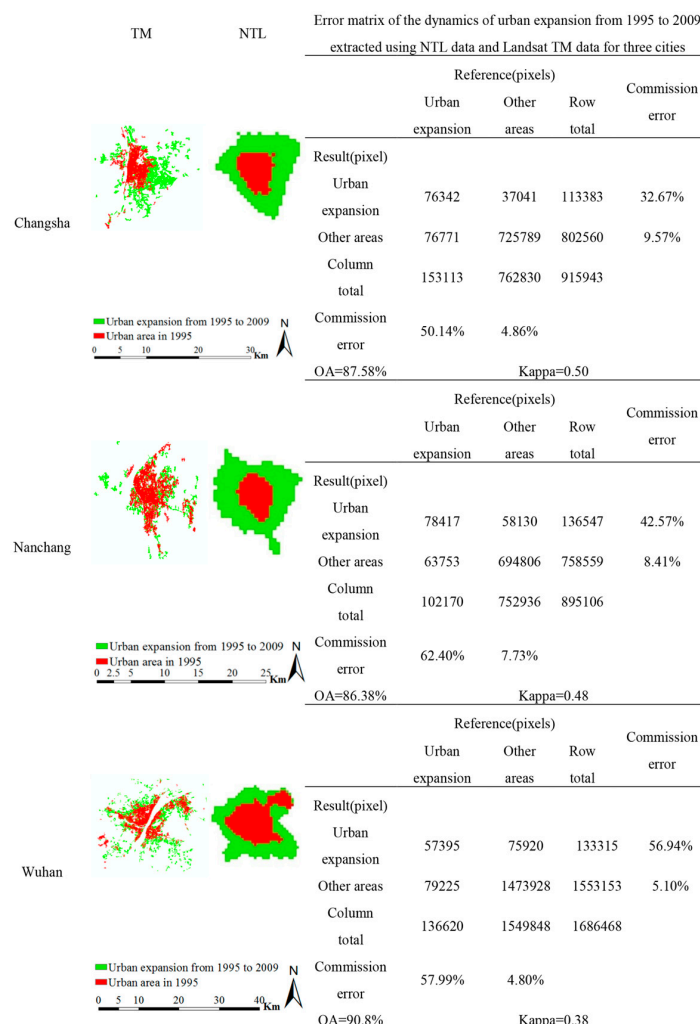 TM NTL
Error matrix of the dynamics of urban expansion from 1995 to 2009
extracted using NTL data and Landsat TM data for three cities
Changsha
Urban expansion from 1995 to 2009
Urban area in 1995
N
0 5 10 20 30 Km
Reference(pixels)
Commission error
Urban expansion Other areas Row total
Result(pixel)
Urban expansion 76342 37041 113383 32.67%
Other areas 76771 725789 802560 9.57%
Column total 153113 762830 915943
Commission error 50.14% 4.86%
OA=87.58% Kappa=0.50
Nanchang
Urban expansion from 1995 to 2009
Urban area in 1995
N
0 2.5 5 10 15 20 25 Km
Reference(pixels)
Commission error
Urban expansion Other areas Row total
Result(pixel)
Urban expansion 78417 58130 136547 42.57%
Other areas 63753 694806 758559 8.41%
Column total 102170 752936 895106
Commission error 62.40% 7.73%
OA=86.38% Kappa=0.48
Wuhan
Urban expansion from 1995 to 2009
Urban area in 1995
N
0 5 10 20 30 40 Km
Reference(pixels)
Commission error
Urban expansion Other areas Row total
Result(pixel)
Urban expansion 57395 75920 133315 56.94%
Other areas 79225 1473928 1553153 5.10%
Column total 136620 1549848 1686468
Commission error 57.99% 4.80%
OA=90.8% Kappa=0.38